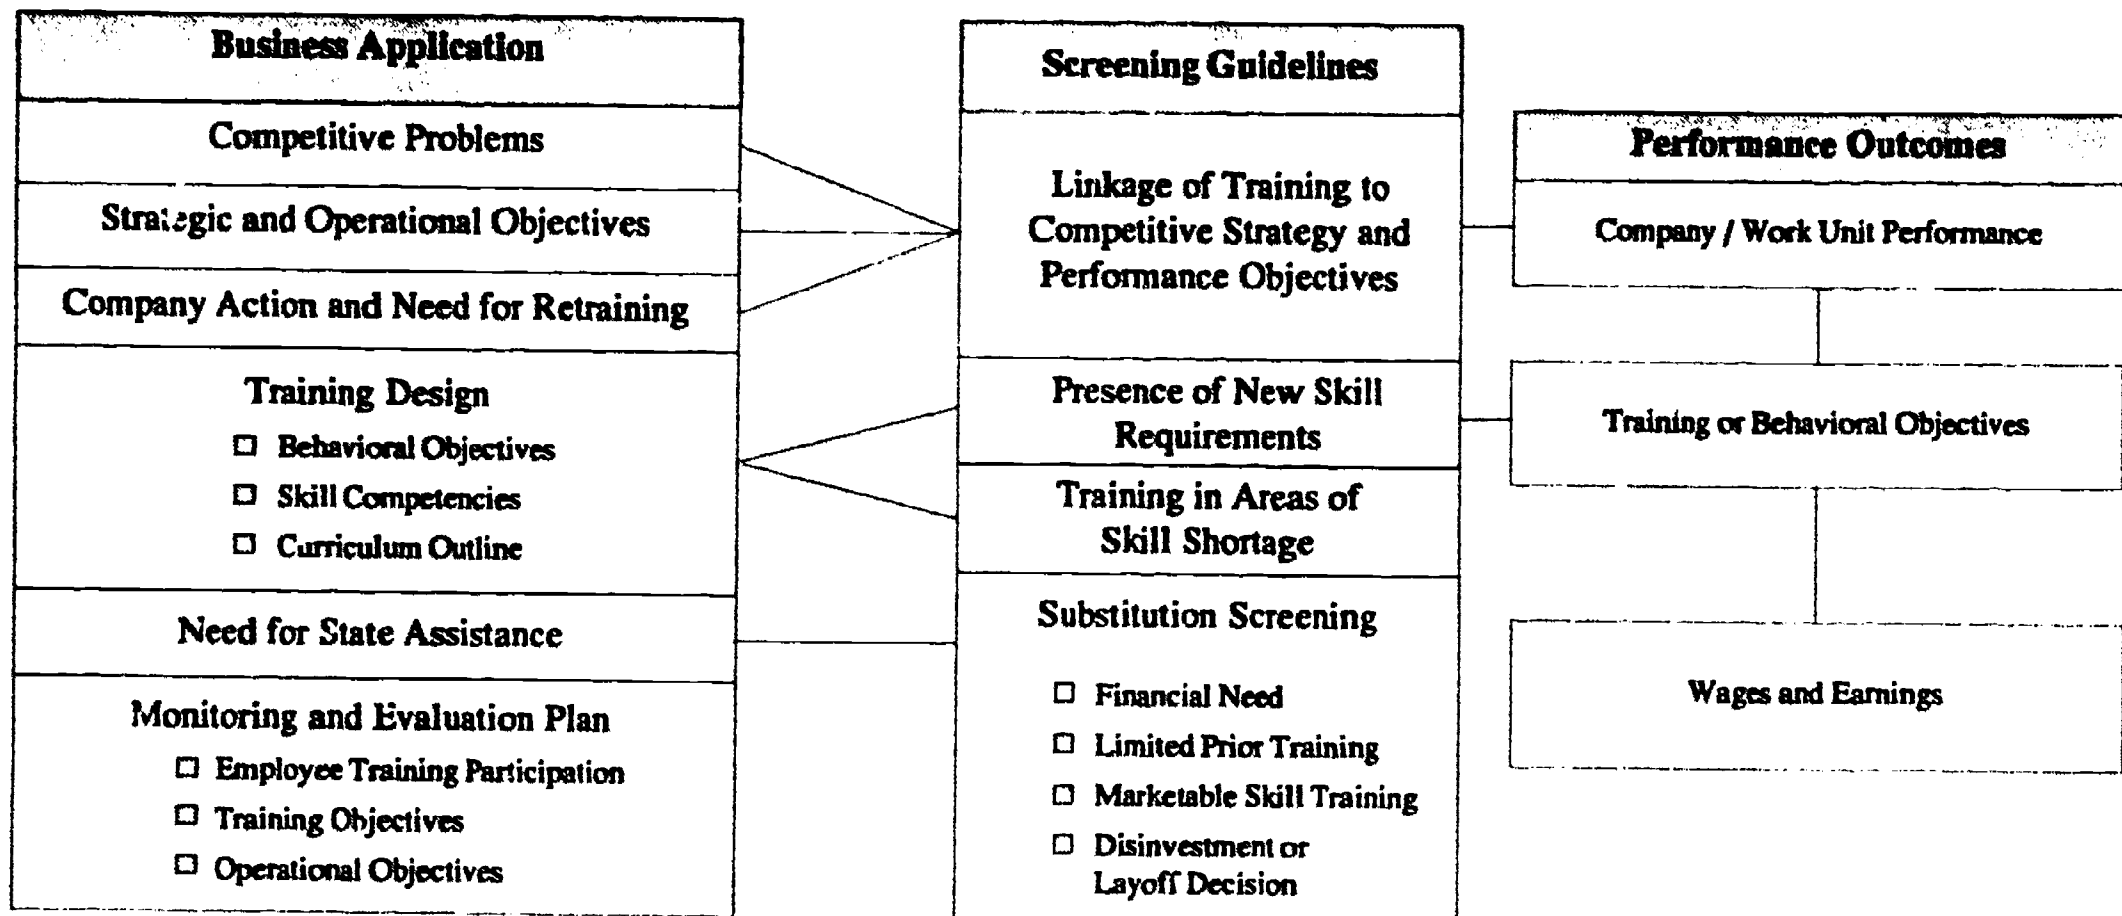 Business Application
Competitive Problems
Strategic and Operational Objectives
Company Action and Need for Retraining
Training Design
☐ Behavioral Objectives
☐ Skill Competencies
☐ Curriculum Outline
Need for State Assistance
Monitoring and Evaluation Plan
☐ Employee Training Participation
☐ Training Objectives
☐ Operational Objectives
Screening Guidelines
Linkage of Training to
Competitive Strategy and
Performance Objectives
Presence of New Skill
Requirements
Training in Areas of
Skill Shortage
Substitution Screening
☐ Financial Need
☐ Limited Prior Training
☐ Marketable Skill Training
☐ Disinvestment or
Layoff Decision
Performance Outcomes
Company / Work Unit Performance
Training or Behavioral Objectives
Wages and Earnings